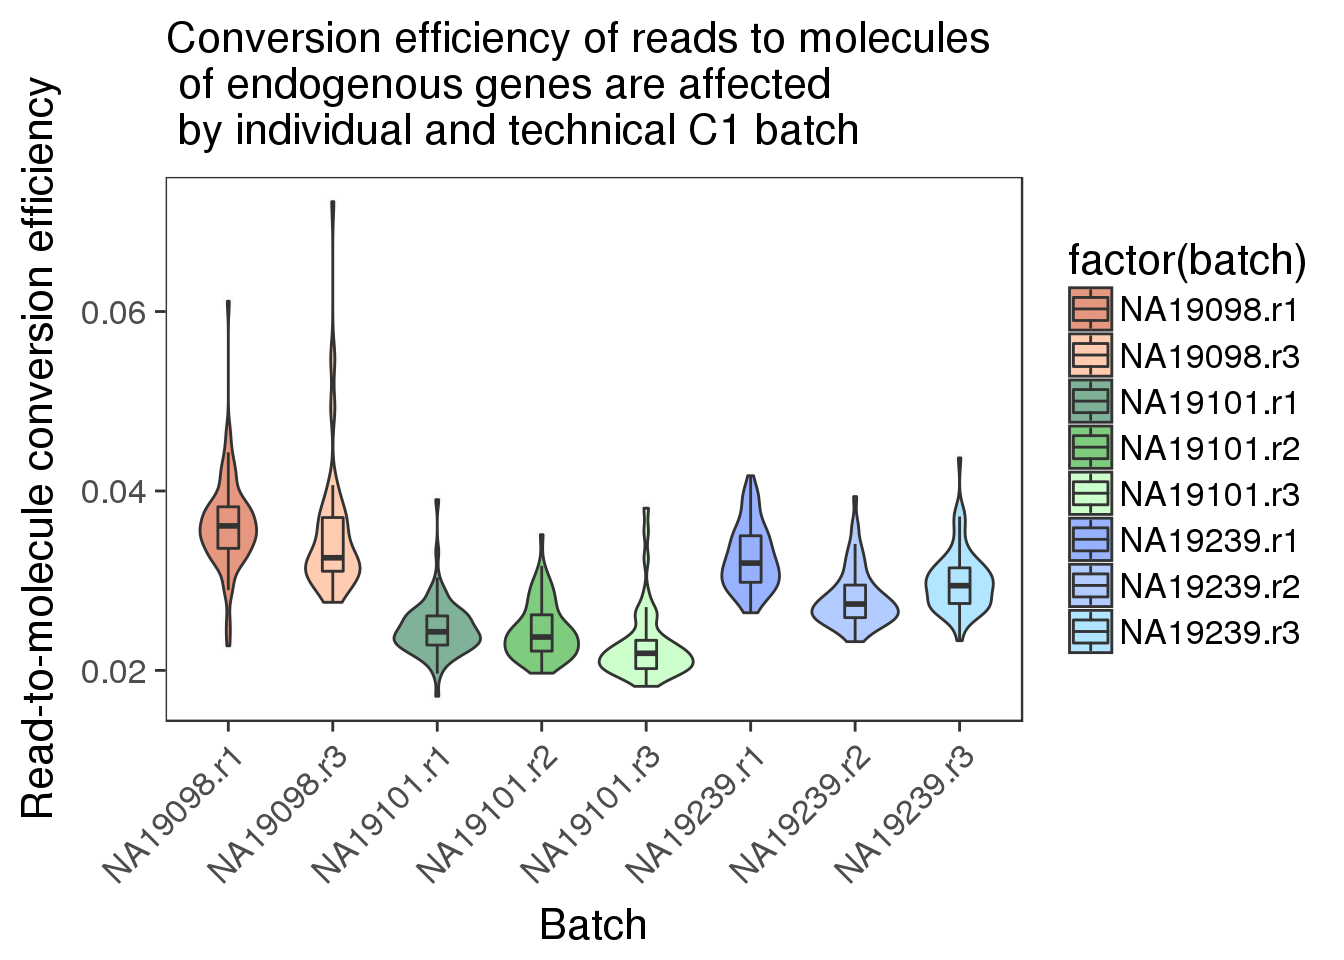 Conversion efficiency of reads to molecules
of endogenous genes are affected
by individual and technical C1 batch
Read-to-molecule conversion efficiency
0.06
0.04
0.02
NA19098.r1
NA19098.r3
NA19101.r1
NA19101.r2
NA19101.r3
NA19239.r1
NA19239.r2
NA19239.r3
Batch
factor(batch)
NA19098.r1
NA19098.r3
NA19101.r1
NA19101.r2
NA19101.r3
NA19239.r1
NA19239.r2
NA19239.r3